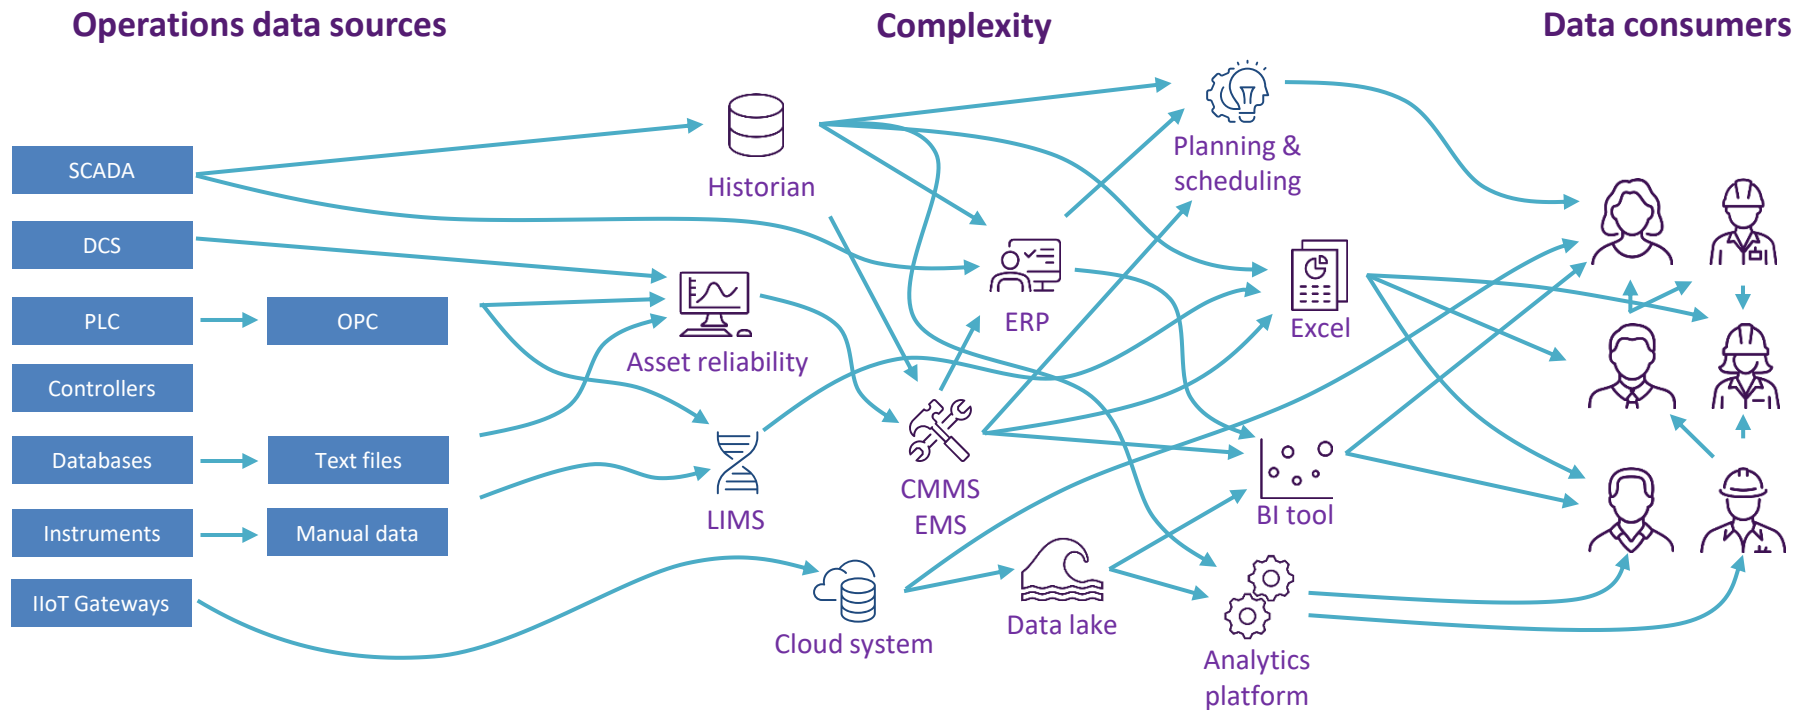 Operations data sources
Complexity
Data consumers
SCADA
DCS
PLC
OPC
Controllers
Databases
Text files
Instruments
Manual data
IIoT Gateways
Historian
Asset reliability
LIMS
Cloud system
ERP
CMMS
EMS
Data lake
Planning &
scheduling
Excel
BI tool
Analytics
platform